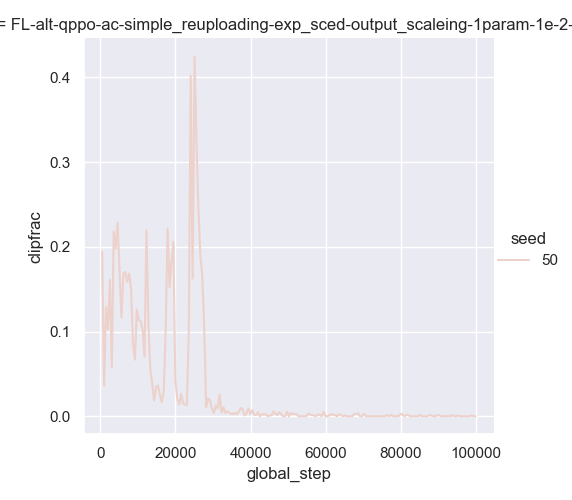 = FL-alt-qppo-ac-simple_reuploading-exp_sced-output_scaleing-1param-1e-2-
0.4
0.3
0.2
0.1
0.0
clipfrac
seed
50
0 20000 40000 60000 80000 100000
global_step